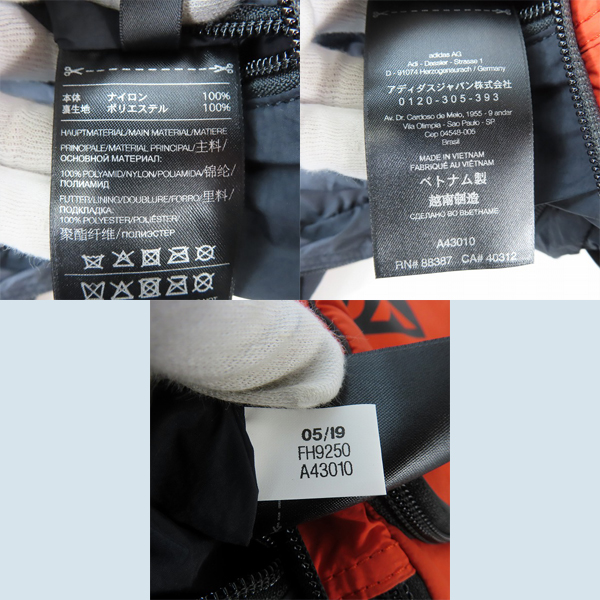 本体 ナイロン 100%
裏生地 ポリエステル 100%
HAUPTMATERIAL/MAIN MATERIAL/MATIERE
PRINCIPALE/MATERIAL PRINCIPAL/主料/
ОСНОВНОЙ МАТЕРИАЛ:
100% POLYAMID/NYLON/POLIAMIDA/锦纶/
ПОЛИАМИД
FUTTER/LINING/DOUBLURE/FORRO/里料/
ПОДКЛАДКА:
100% POLYESTER/POLIÉSTER/
聚酯纤维/ПОЛИЭСТЕР
adidas AG
Adi - Dassler - Strasse 1
D - 91074 Herzogenaurach / Germany
アディダスジャパン株式会社
0120-305-393
Av. Dr. Cardoso de Melo, 1955 - 9 andar
Vila Olimpia - Sao Paulo - SP
Cep 04548-005
Brasil
MADE IN VIETNAM
FABRIQUÉ AU VIÊTNAM
ベトナム製
越南制造
СДЕЛАНО ВО ВЬЕТНАМЕ
A43010
RN# 88387 CA# 40312
05/19
FH9250
A43010